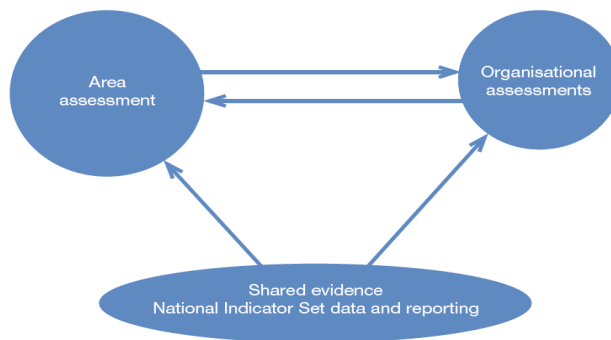 Area
assessment
Organisational
assessments
Shared evidence
National Indicator Set data and reporting